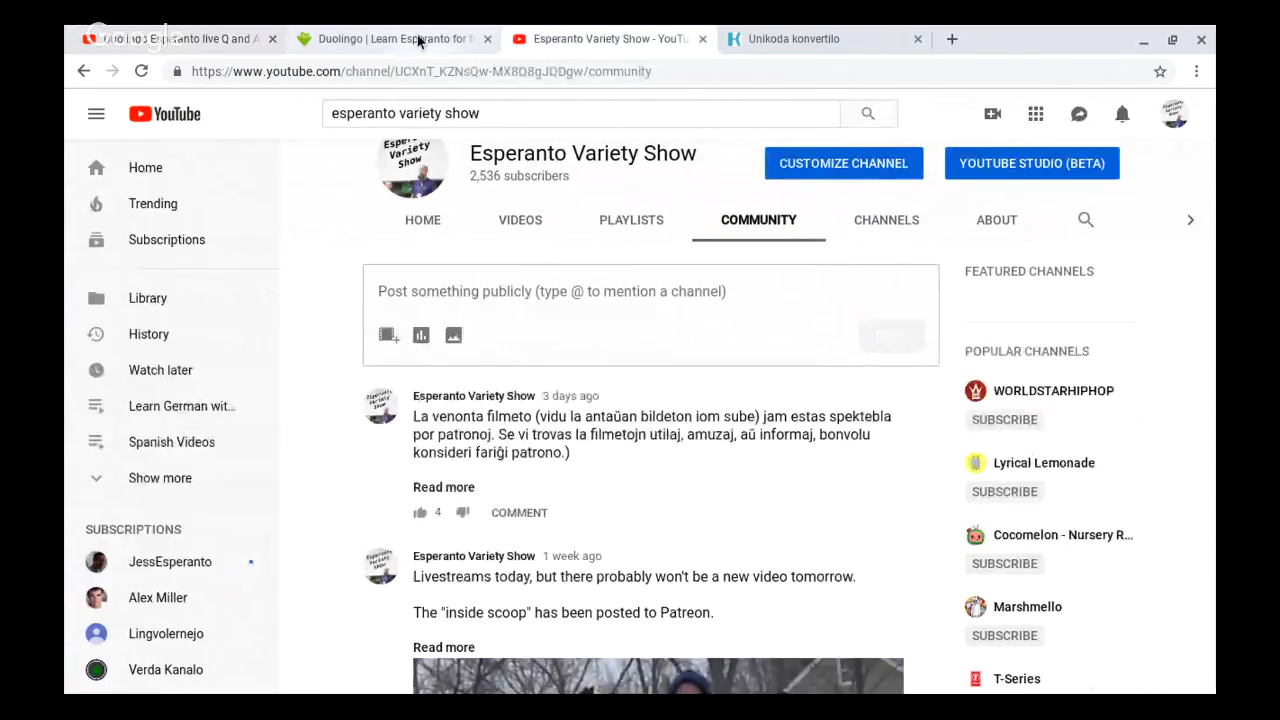 Google
Duolingo Esperanto live Q and A
Duolingo | Learn Esperanto for
Esperanto Variety Show - YouTu
Unikoda konvertilo
https://www.youtube.com/channel/UCXnT_KZNsQw-MX8O8gJQDgw/community
YouTube
esperanto variety show
Esperanto Variety Show
2,536 subscribers
CUSTOMIZE CHANNEL
YOUTUBE STUDIO (BETA)
HOME
VIDEOS
PLAYLISTS
COMMUNITY
CHANNELS
ABOUT
Home
Trending
Subscriptions
Library
History
Watch later
Learn German wit...
Spanish Videos
Show more
SUBSCRIPTIONS
JessEsperanto
Alex Miller
Lingvolernejo
Verda Kanalo
Post something publicly (type @ to mention a channel)
Esperanto Variety Show 3 days ago
La venonta filmeto (vidu la antaŭan bildeton iom sube) jam estas spektebla
por patronoj. Se vi trovas la filmetojn utilaj, amuzaj, aŭ informaj, bonvolu
konsideri fariĝi patrono.)
Read more
4
COMMENT
Esperanto Variety Show 1 week ago
Livestreams today, but there probably won't be a new video tomorrow.
The "inside scoop" has been posted to Patreon.
Read more
FEATURED CHANNELS
POPULAR CHANNELS
WORLDSTARHIPHOP
SUBSCRIBE
Lyrical Lemonade
SUBSCRIBE
Cocomelon - Nursery R...
SUBSCRIBE
Marshmello
SUBSCRIBE
T-Series